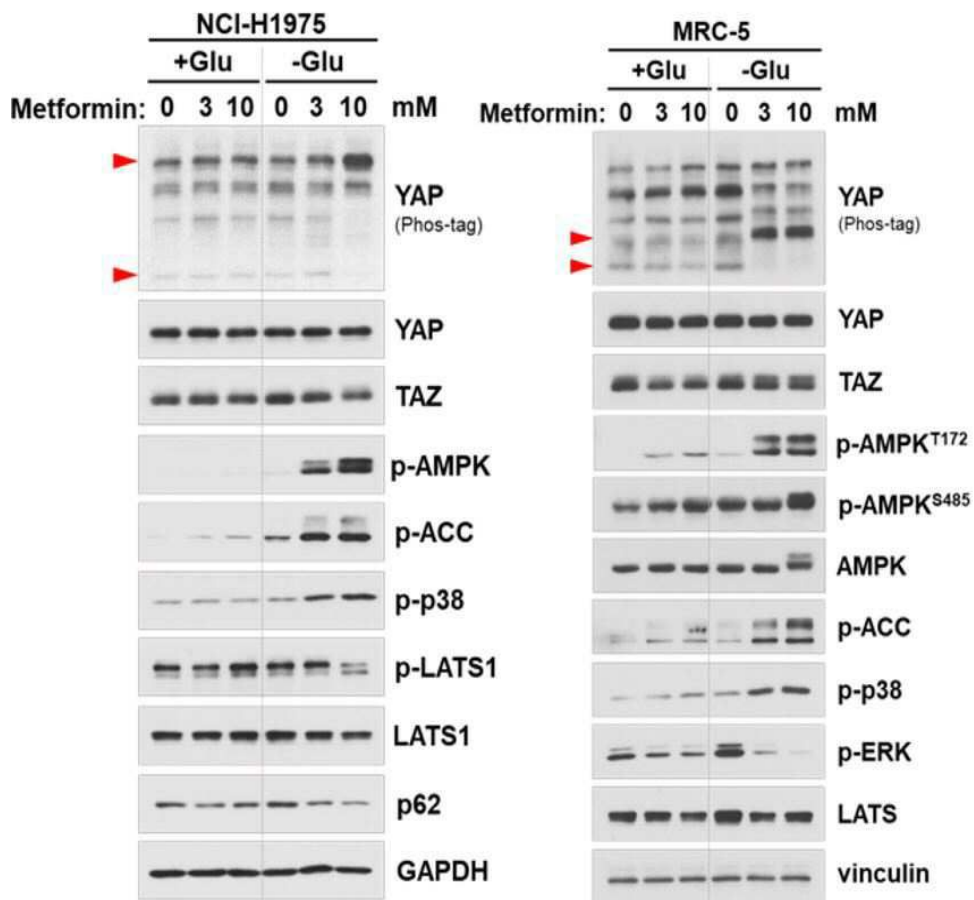 NCI-H1975
+Glu -Glu
Metformin: 0 3 10 0 3 10 mM
YAP
(Phos-tag)
YAP
TAZ
p-AMPK
p-ACC
p-p38
p-LATS1
LATS1
p62
GAPDH
MRC-5
+Glu -Glu
Metformin: 0 3 10 0 3 10 mM
YAP
(Phos-tag)
YAP
TAZ
p-AMPK^T172
p-AMPK^S485
AMPK
p-ACC
p-p38
p-ERK
LATS
vinculin